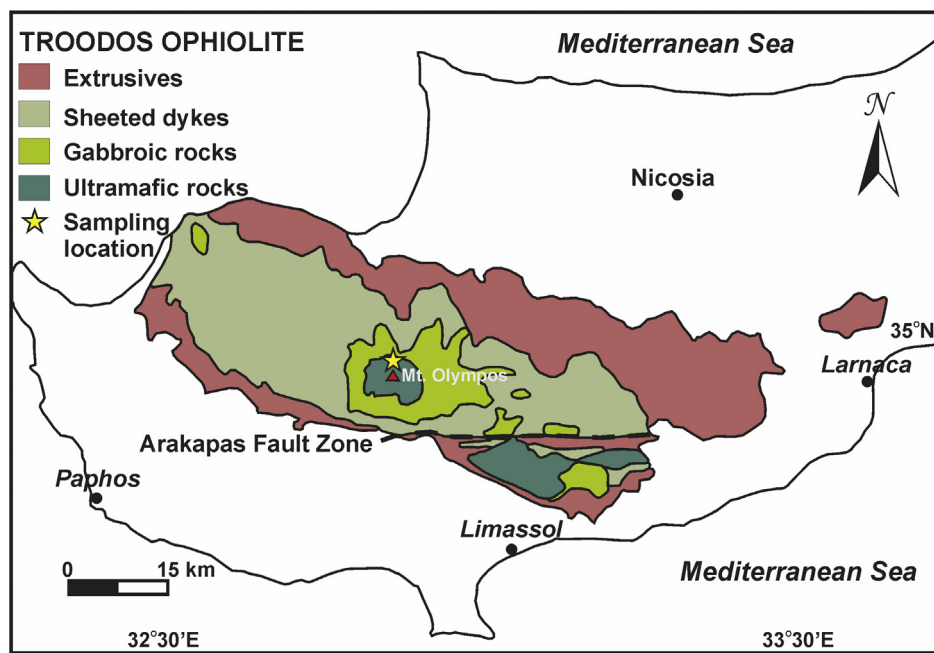 TROODOS OPHIOLITE
Extrusives
Sheeted dykes
Gabbroic rocks
Ultramafic rocks
Sampling
location
Mediterranean Sea
N
Nicosia
35°N
Larnaca
Mt. Olympos
Arakapas Fault Zone
Paphos
Limassol
0 15 km
Mediterranean Sea
32°30'E
33°30'E